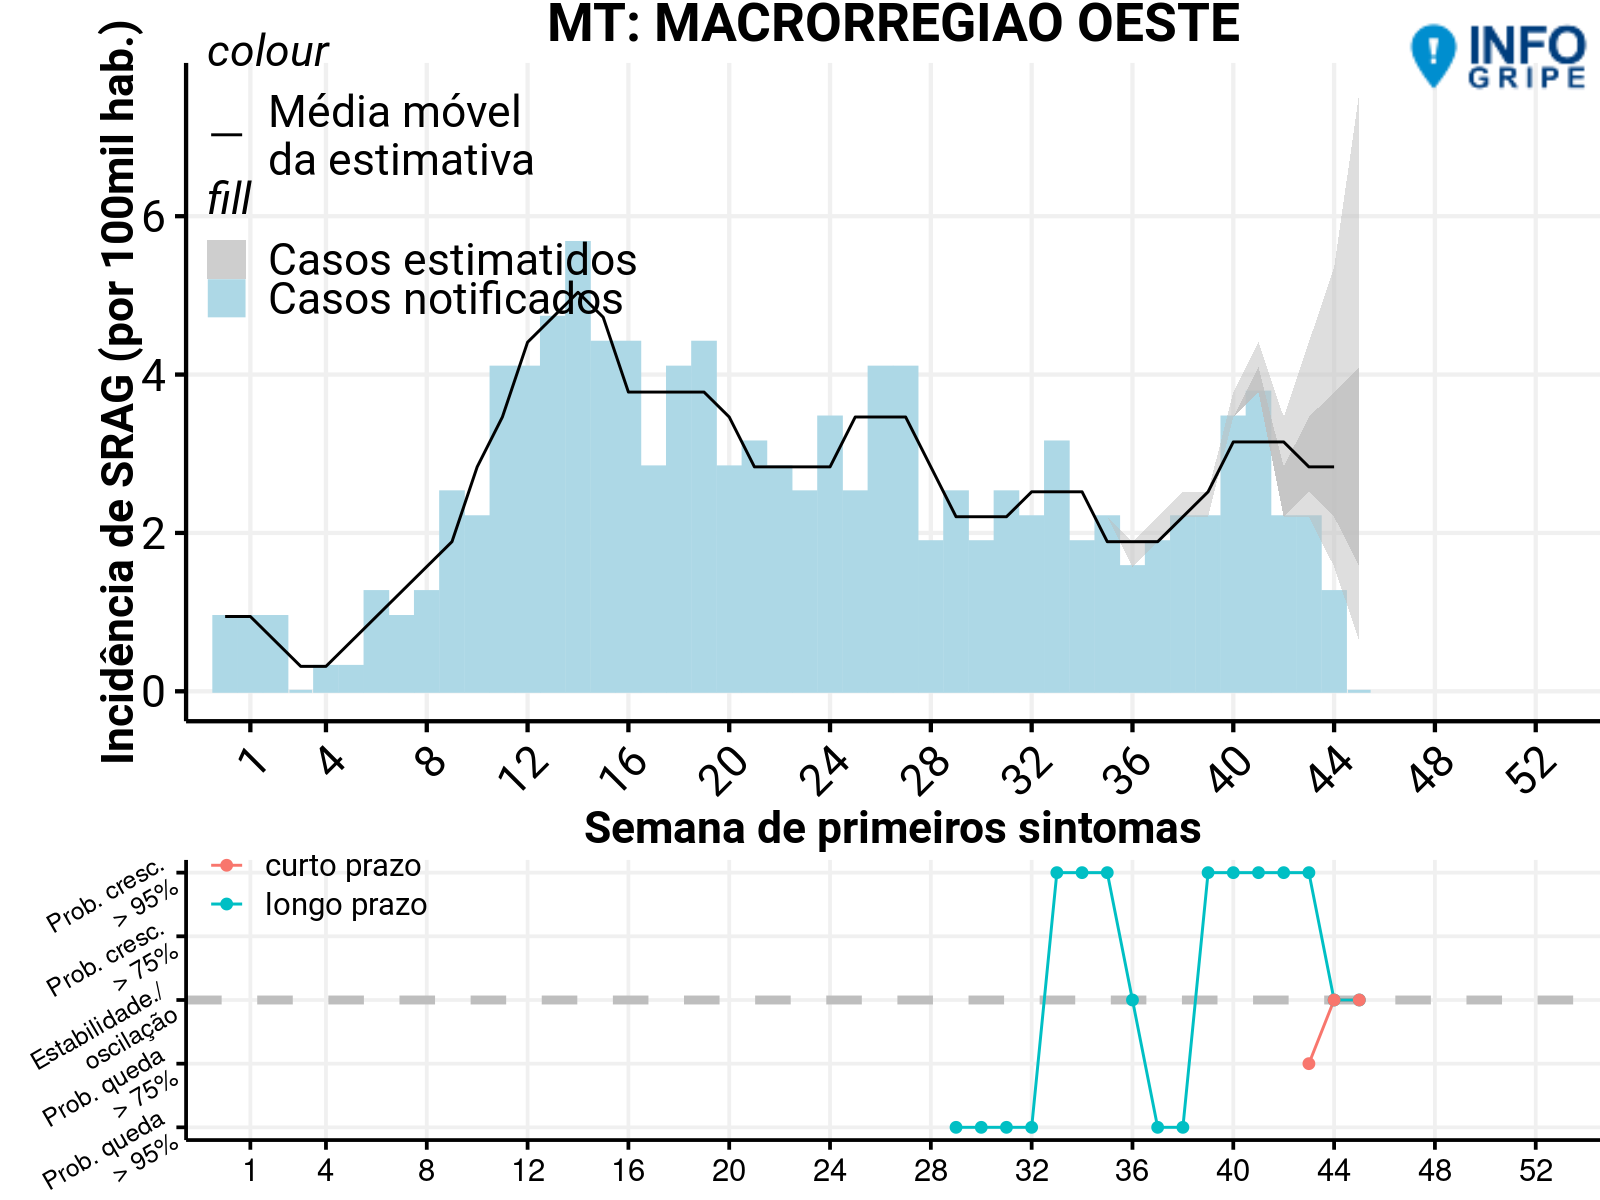 MT: MACRORREGIAO OESTE
INFO
GRIPE
Incidência de SRAG (por 100mil hab.)
colour
Média móvel
da estimativa
fill
Casos estimatidos
Casos notificados
6
4
2
0
1 4 8 12 16 20 24 28 32 36 40 44 48 52
Semana de primeiros sintomas
curto prazo
longo prazo
Prob. cresc.
> 95%
Prob. cresc.
> 75%
Estabilidade./
oscilação
Prob. queda
> 75%
Prob. queda
> 95%
1 4 8 12 16 20 24 28 32 36 40 44 48 52